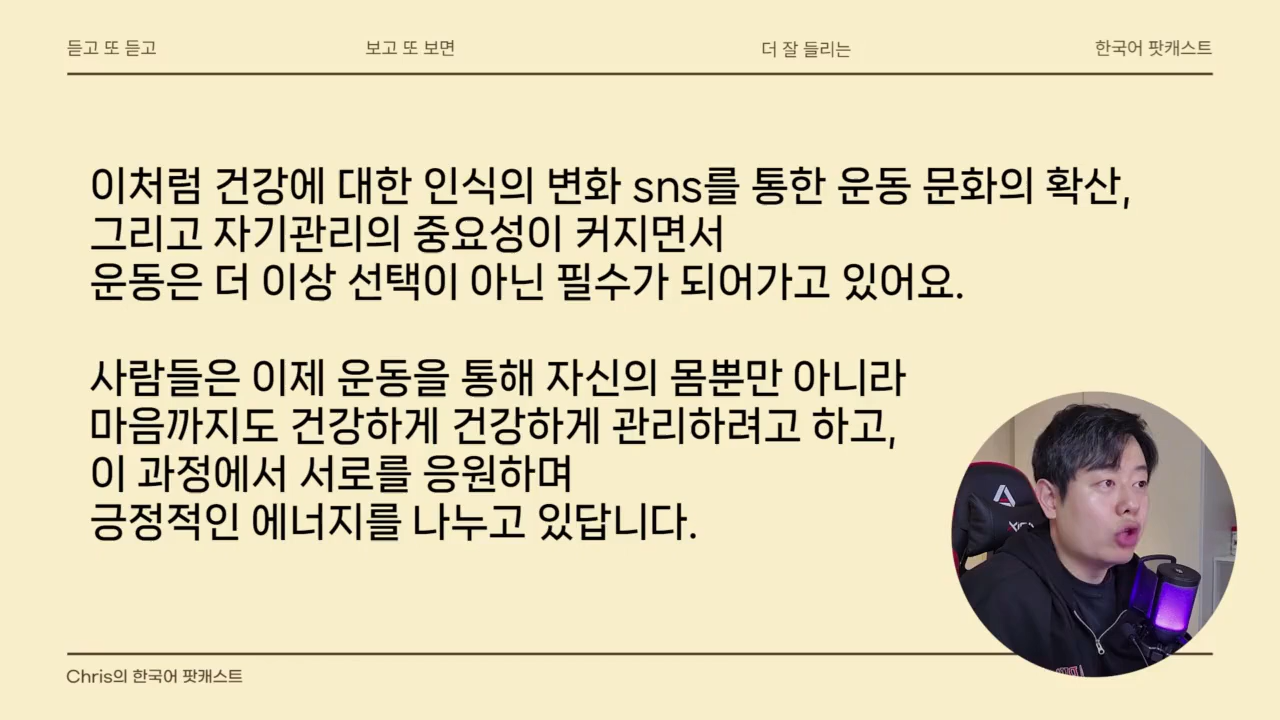 듣고 또 듣고 보고 또 보면 더 잘 들리는 한국어 팟캐스트
이처럼 건강에 대한 인식의 변화 sns를 통한 운동 문화의 확산,
그리고 자기관리의 중요성이 커지면서
운동은 더 이상 선택이 아닌 필수가 되어가고 있어요.
사람들은 이제 운동을 통해 자신의 몸뿐만 아니라
마음까지도 건강하게 건강하게 관리하려고 하고,
이 과정에서 서로를 응원하며
긍정적인 에너지를 나누고 있답니다.
Chris의 한국어 팟캐스트